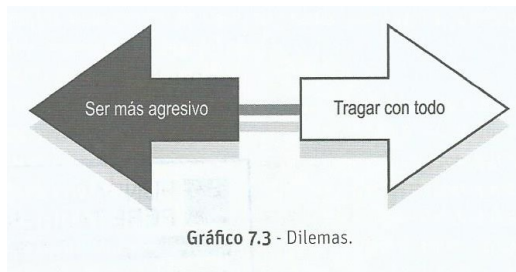 Ser más agresivo
Tragar con todo
Gráfico 7.3 - Dilemas.